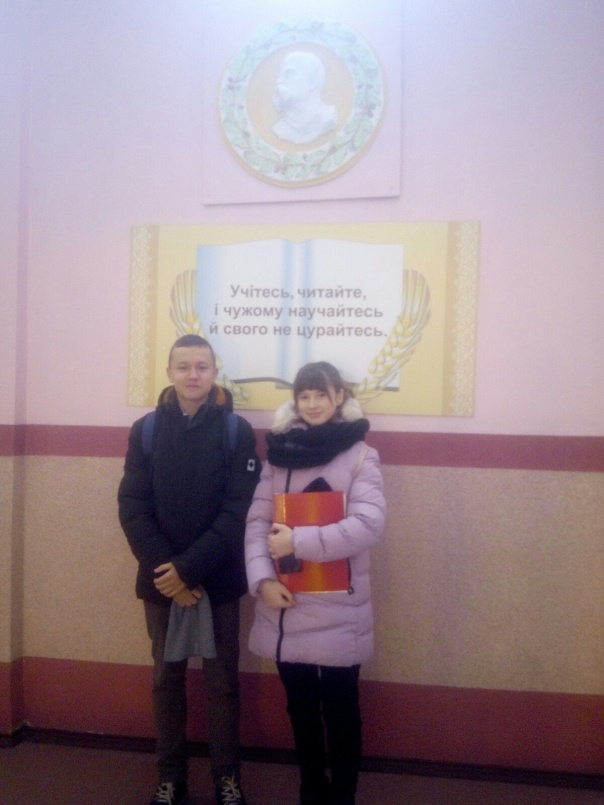 Учітесь, читайте,
і чужому научайтесь
й свого не цурайтесь.